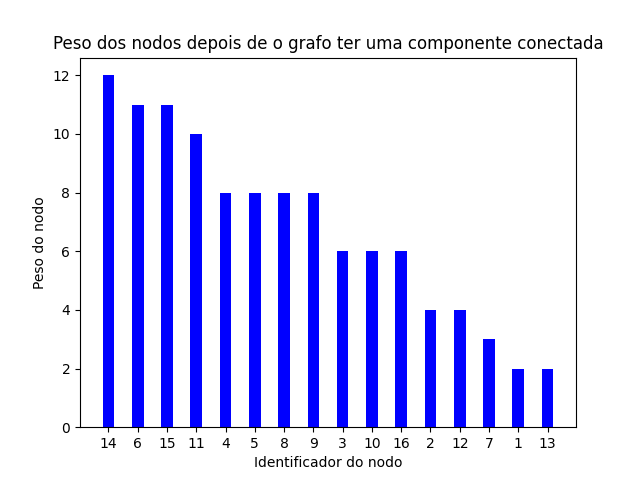 Peso dos nodos depois de o grafo ter uma componente conectada
12
10
8
6
4
2
0
Peso do nodo
14 6 15 11 4 5 8 9 3 10 16 2 12 7 1 13
Identificador do nodo